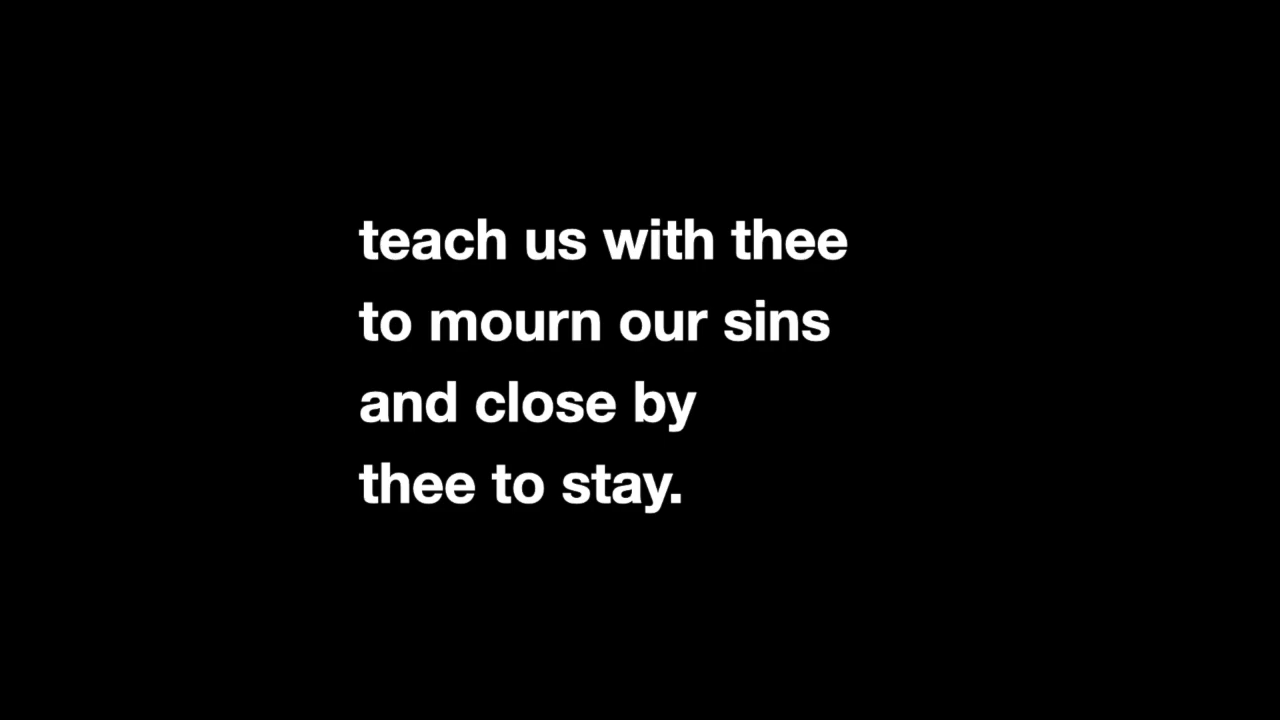 teach us with thee
to mourn our sins
and close by
thee to stay.